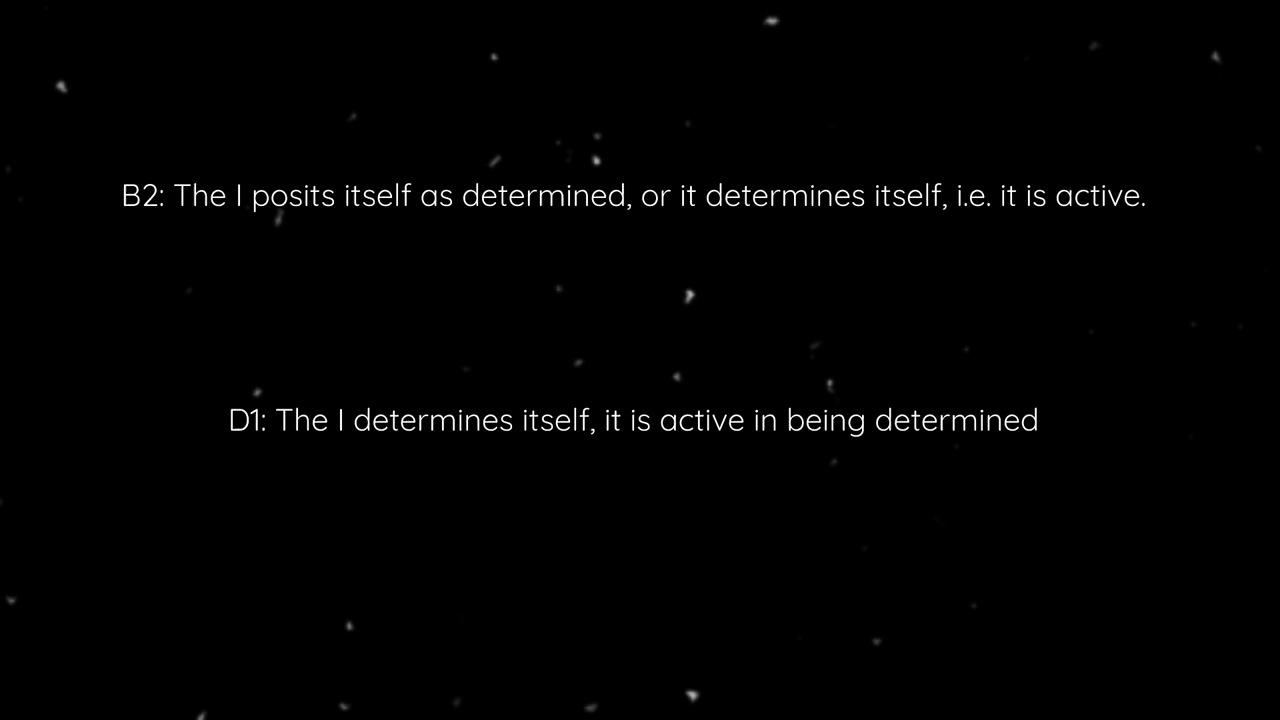 B2: The I posits itself as determined, or it determines itself, i.e. it is active.
D1: The I determines itself, it is active in being determined